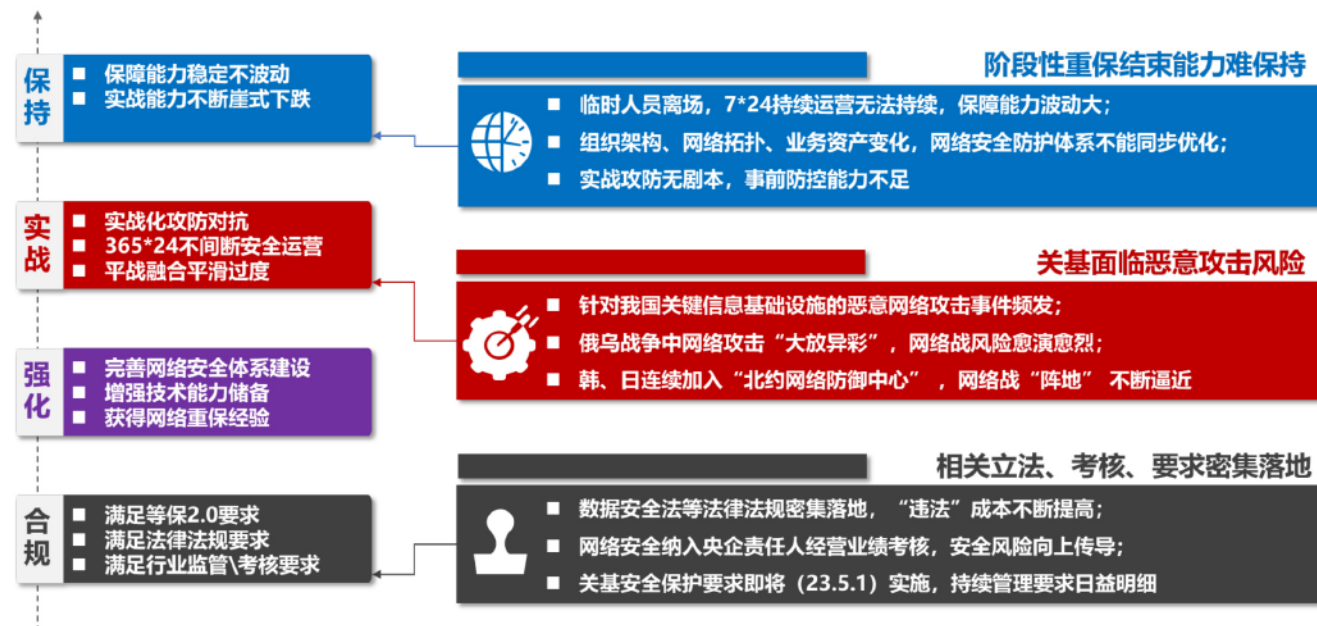 保持
保障能力稳定不波动
实战能力不断崖式下跌
阶段性重保结束能力难保持
临时人员离场，7*24持续运营无法持续，保障能力波动大；
组织架构、网络拓扑、业务资产变化，网络安全防护体系不能同步优化；
实战攻防无剧本，事前防控能力不足
实战
实战化攻防对抗
365*24不间断安全运营
平战融合平滑过度
关基面临恶意攻击风险
针对我国关键信息基础设施的恶意网络攻击事件频发；
俄乌战争中网络攻击“大放异彩”，网络战风险愈演愈烈；
韩、日连续加入“北约网络防御中心”，网络战“阵地” 不断逼近
强化
完善网络安全体系建设
增强技术能力储备
获得网络重保经验
相关立法、考核、要求密集落地
合规
满足等保2.0要求
满足法律法规要求
满足行业监管\考核要求
数据安全法等法律法规密集落地，“违法”成本不断提高；
网络安全纳入央企责任人经营业绩考核，安全风险向上传导；
关基安全保护要求即将（23.5.1）实施，持续管理要求日益明细